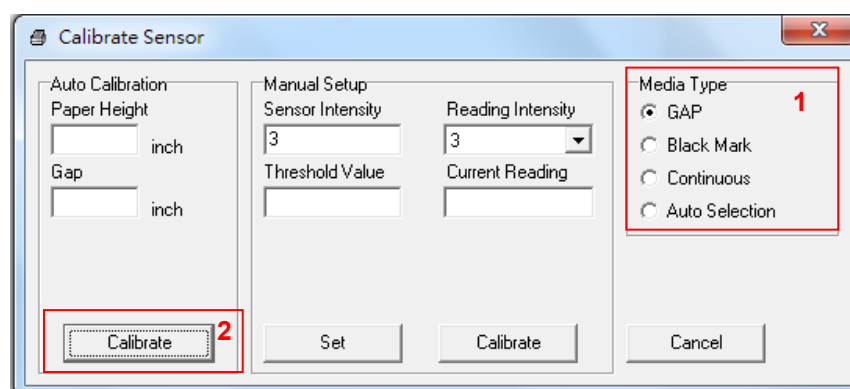 Calibrate Sensor
x
Auto Calibration
Paper Height
inch
Gap
inch
Calibrate
2
Manual Setup
Sensor Intensity
Reading Intensity
3
3
Threshold Value
Current Reading
Set
Calibrate
Media Type
1
GAP
Black Mark
Continuous
Auto Selection
Cancel